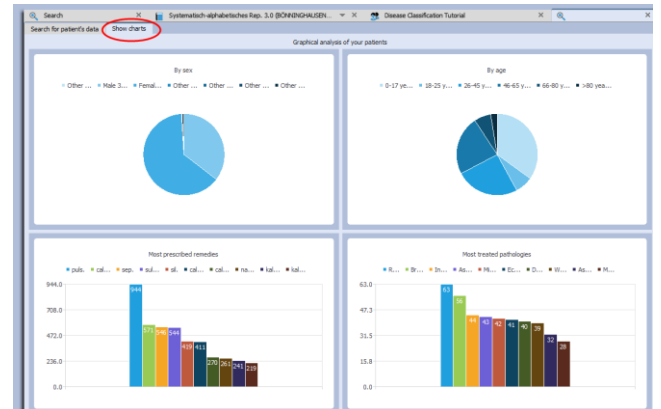 Search
Systematisch-alphabetisches Rep. 3.0 (BÖNNINGHAUSEN...
Disease Classification Tutorial
Search for patient's data
Show charts
Graphical analysis of your patients
By sex
Other ... Male 3... Femal... Other ... Other ... Other ... Other ...
By age
0-17 ye... 18-25 y... 26-45 y... 46-65 y... 66-80 y... >80 yea...
Most prescribed remedies
puls. cal... sep. sul... sil. cal... cal... na... kal... kal...
944.0
708.0
472.0
236.0
0.0
944
571
546
544
419
411
270
261
241
219
Most treated pathologies
R... Br... In... As... Mi... Ec... D... W... As... M...
63.0
47.3
31.5
15.8
0.0
63
56
44
43
42
41
40
39
32
28